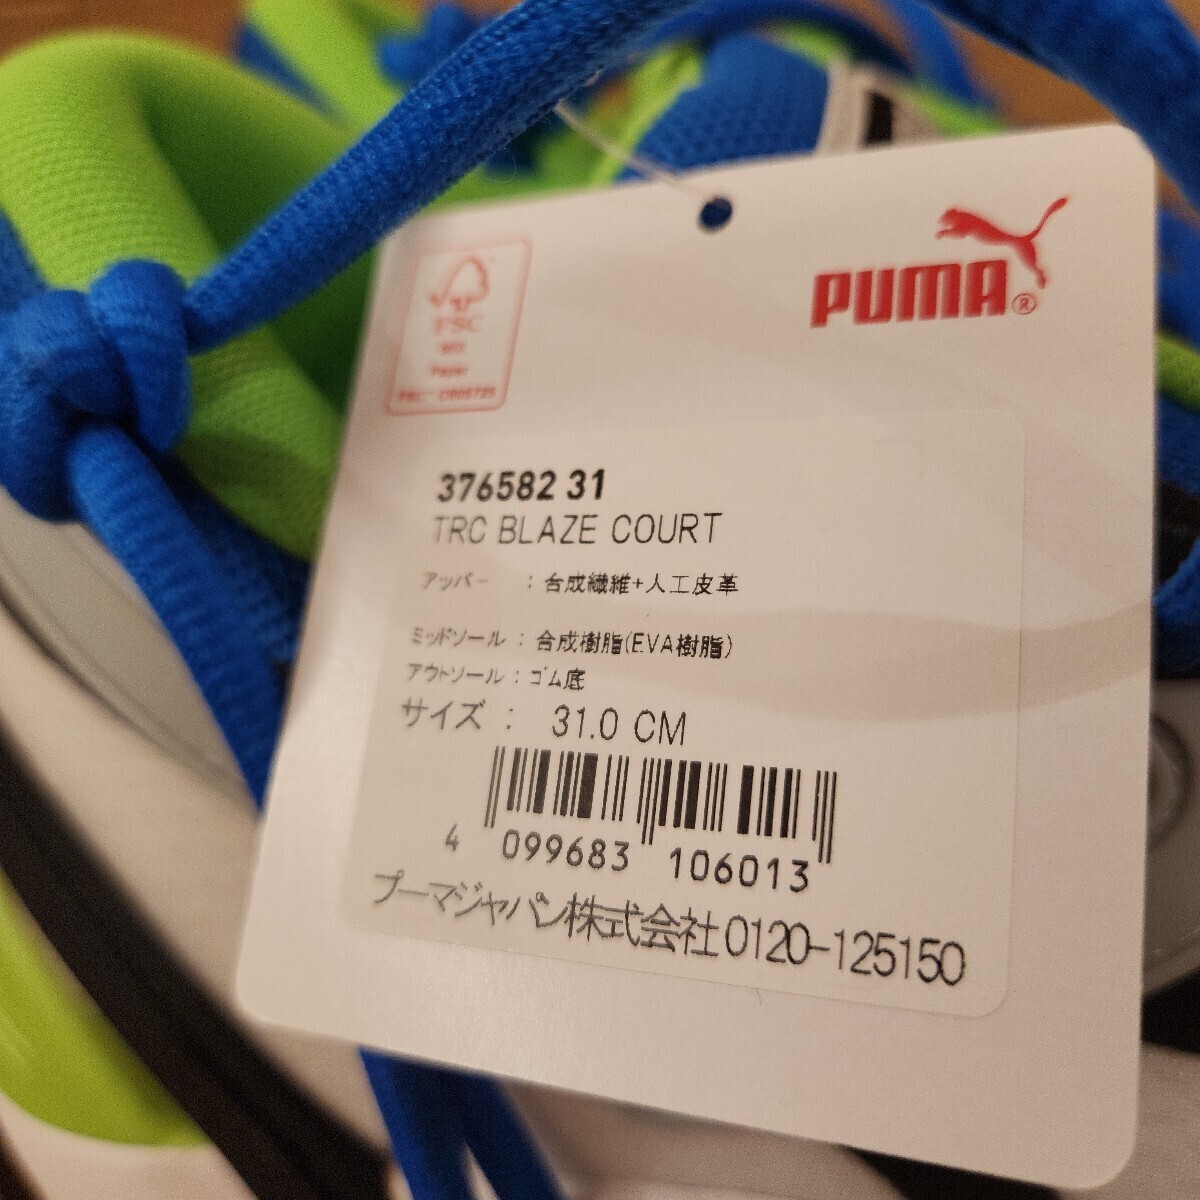 PUMA®
FSC
MIX
Paper
376582 31
TRC BLAZE COURT
アッパー : 合成繊維+人工皮革
ミッドソール : 合成樹脂(EVA樹脂)
アウトソール : ゴム底
サイズ : 31.0 CM
4 099683 106013
プーマジャパン株式会社0120-125150